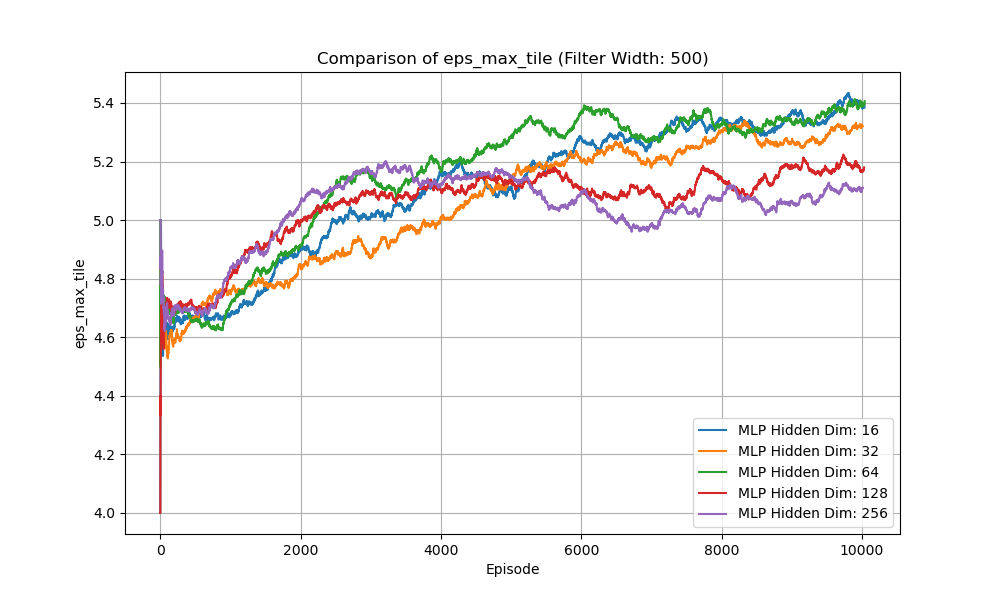 Comparison of eps_max_tile (Filter Width: 500)
eps_max_tile
5.4
5.2
5.0
4.8
4.6
4.4
4.2
4.0
MLP Hidden Dim: 16
MLP Hidden Dim: 32
MLP Hidden Dim: 64
MLP Hidden Dim: 128
MLP Hidden Dim: 256
0 2000 4000 6000 8000 10000
Episode